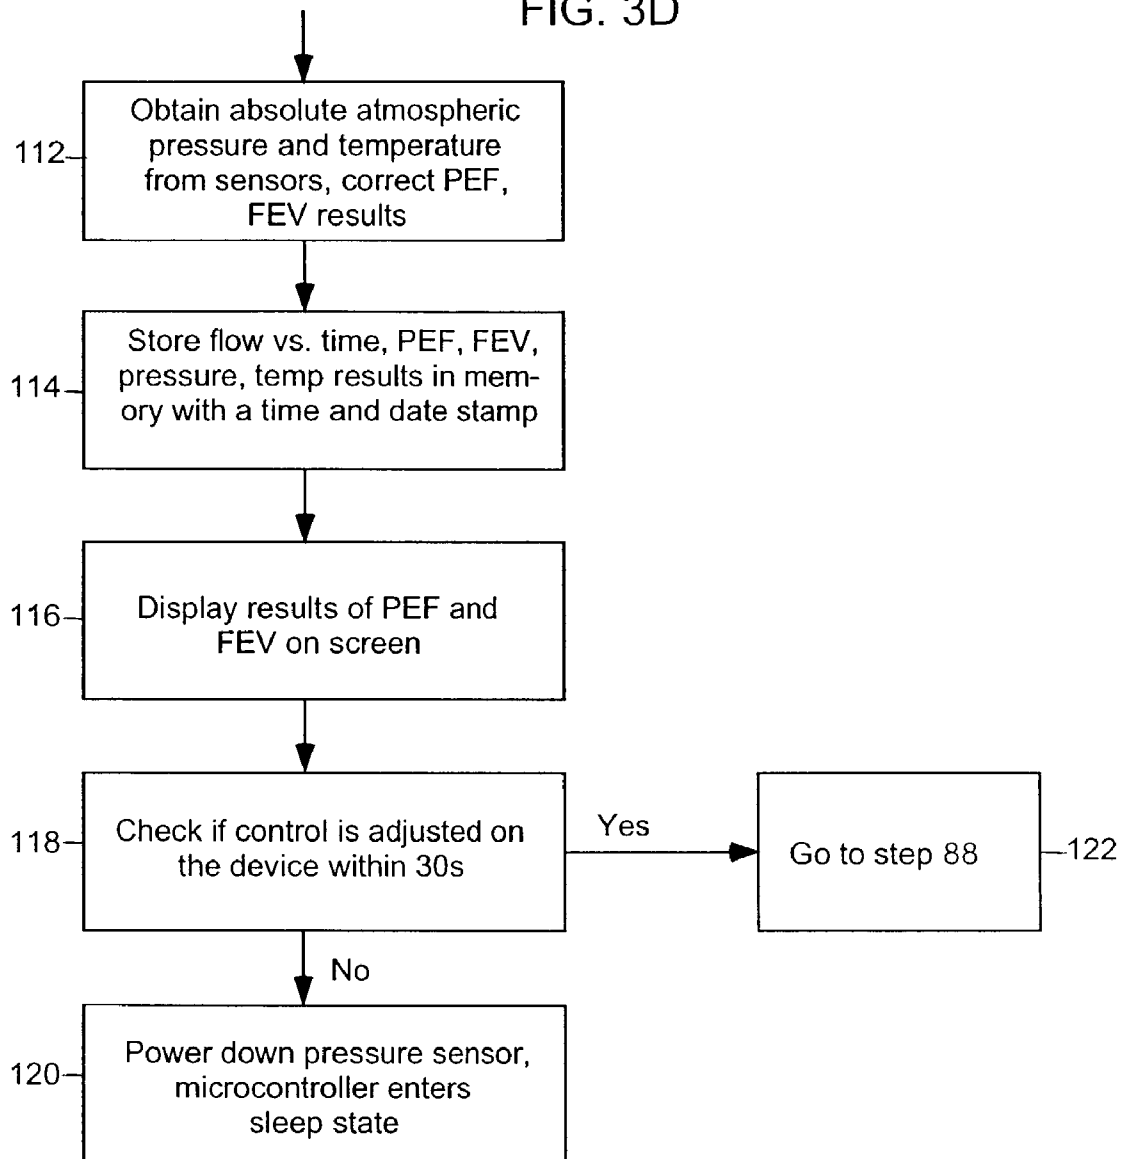 FIG. 3D
Obtain absolute atmospheric
pressure and temperature
from sensors, correct PEF,
FEV results
112
Store flow vs. time, PEF, FEV,
pressure, temp results in mem-
ory with a time and date stamp
114
Display results of PEF and
FEV on screen
116
Check if control is adjusted on
the device within 30s
118
Yes
Go to step 88
122
No
Power down pressure sensor,
microcontroller enters
sleep state
120